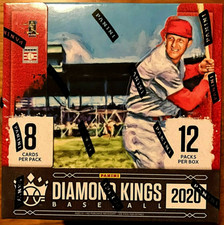 PANINI
8
CARDS
PER PACK
12
PACKS
PER BOX
PANINI
DIAMOND KINGS
BASEBALL
2020